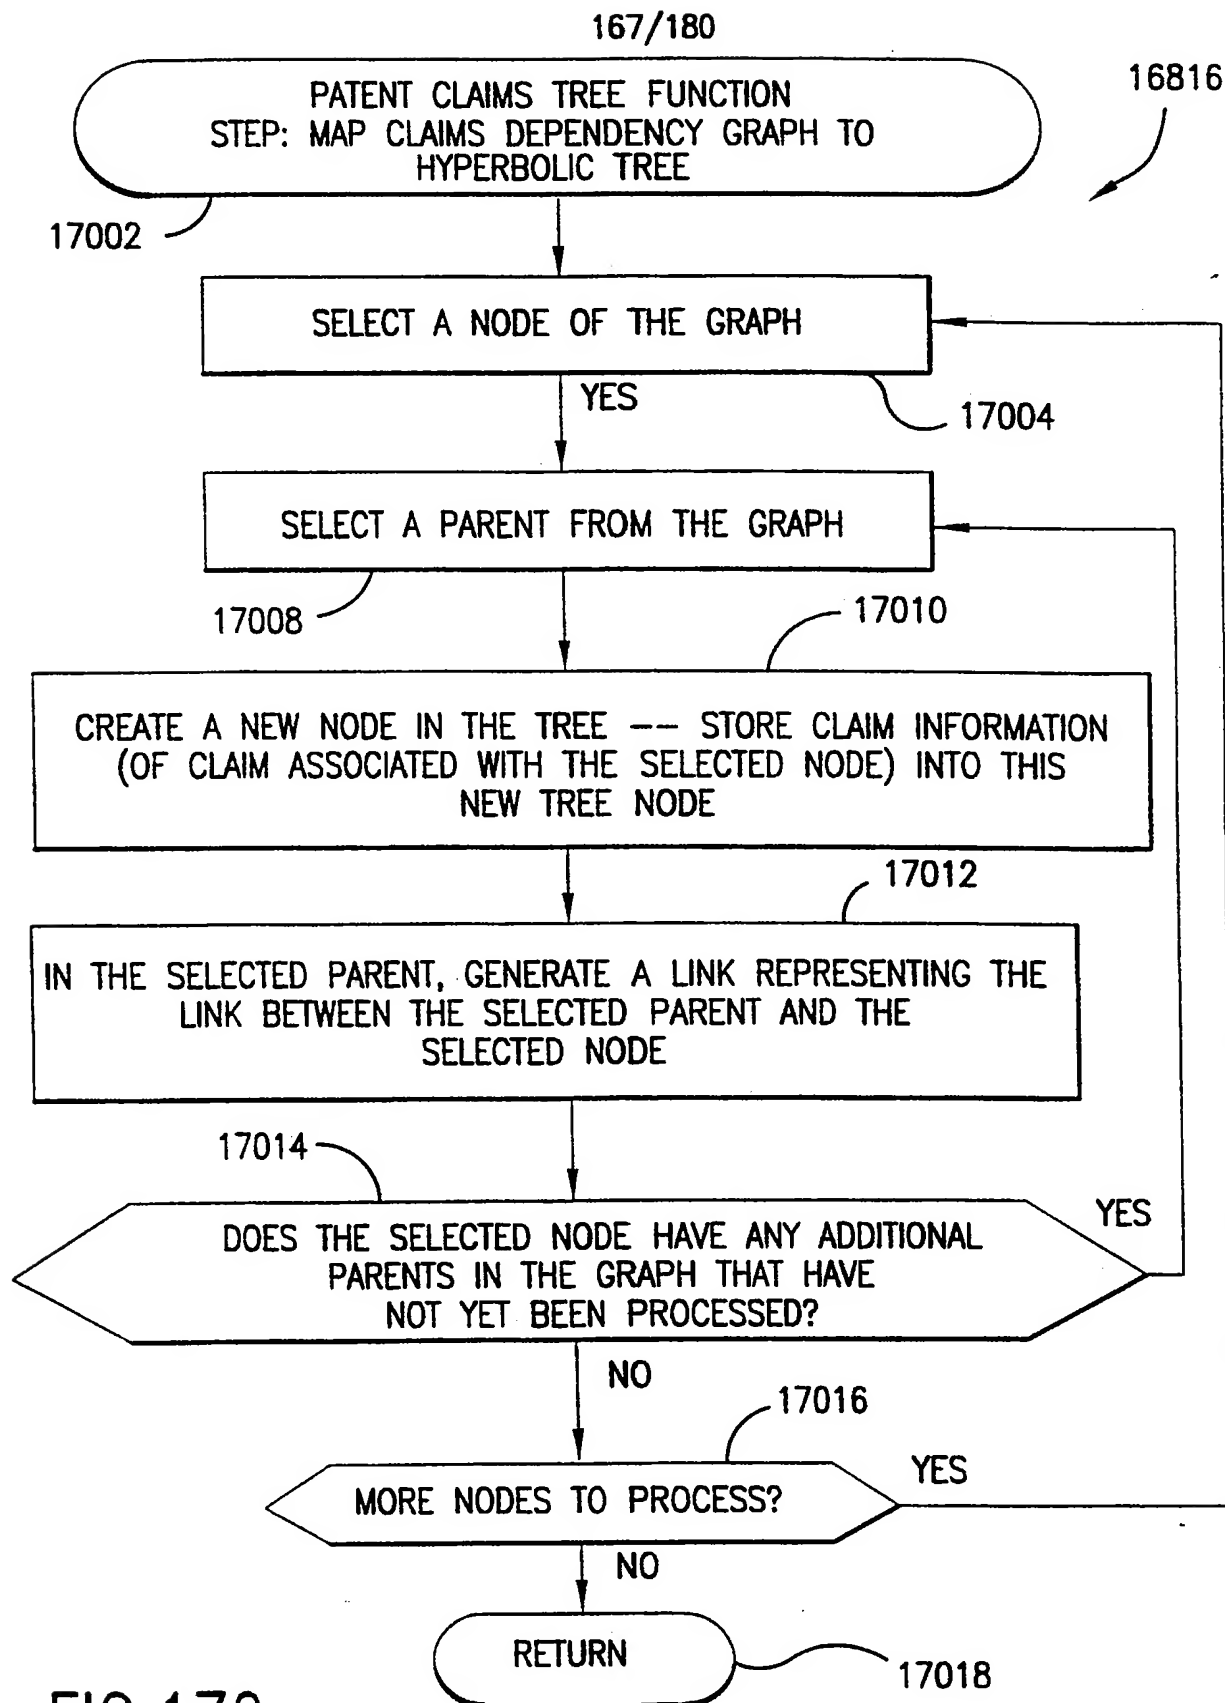 167/180
16816
PATENT CLAIMS TREE FUNCTION
STEP: MAP CLAIMS DEPENDENCY GRAPH TO
HYPERBOLIC TREE
17002
SELECT A NODE OF THE GRAPH
YES
17004
SELECT A PARENT FROM THE GRAPH
17008
17010
CREATE A NEW NODE IN THE TREE –– STORE CLAIM INFORMATION
(OF CLAIM ASSOCIATED WITH THE SELECTED NODE) INTO THIS
NEW TREE NODE
17012
IN THE SELECTED PARENT, GENERATE A LINK REPRESENTING THE
LINK BETWEEN THE SELECTED PARENT AND THE
SELECTED NODE
17014
YES
DOES THE SELECTED NODE HAVE ANY ADDITIONAL
PARENTS IN THE GRAPH THAT HAVE
NOT YET BEEN PROCESSED?
NO
17016
YES
MORE NODES TO PROCESS?
NO
RETURN
17018